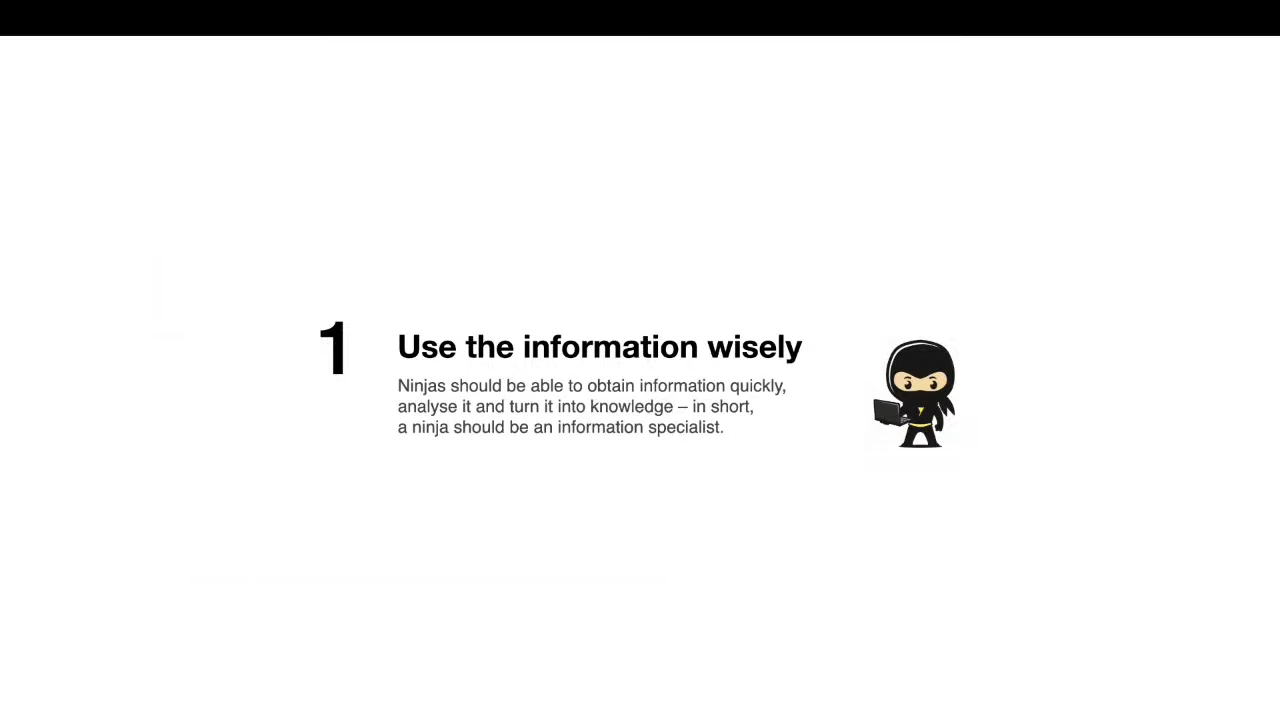 1
Use the information wisely
Ninjas should be able to obtain information quickly,
analyse it and turn it into knowledge – in short,
a ninja should be an information specialist.